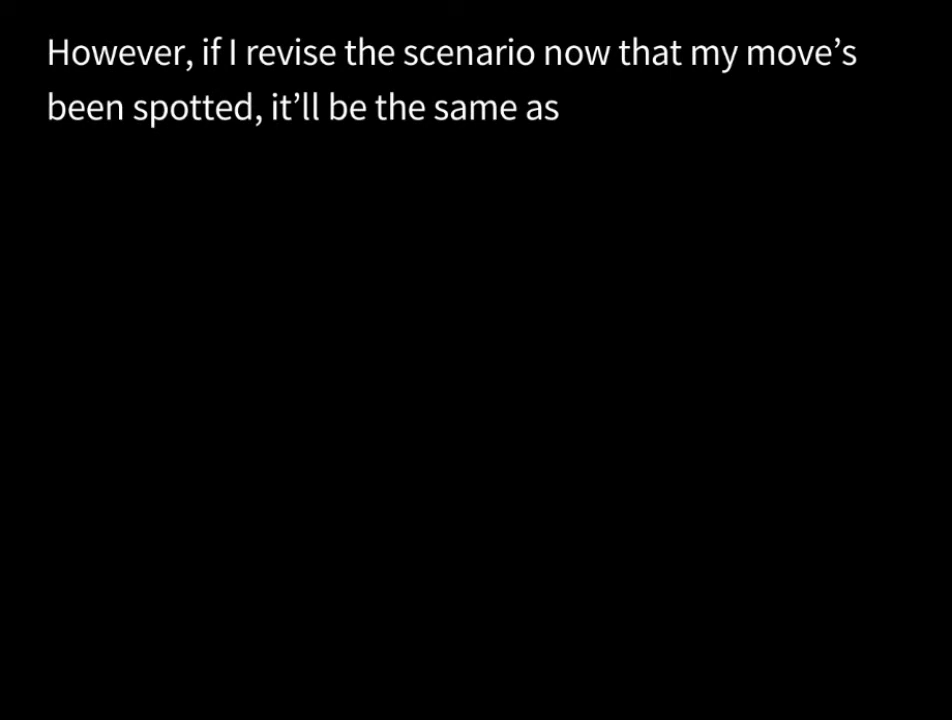 However, if I revise the scenario now that my move’s
been spotted, it’ll be the same as